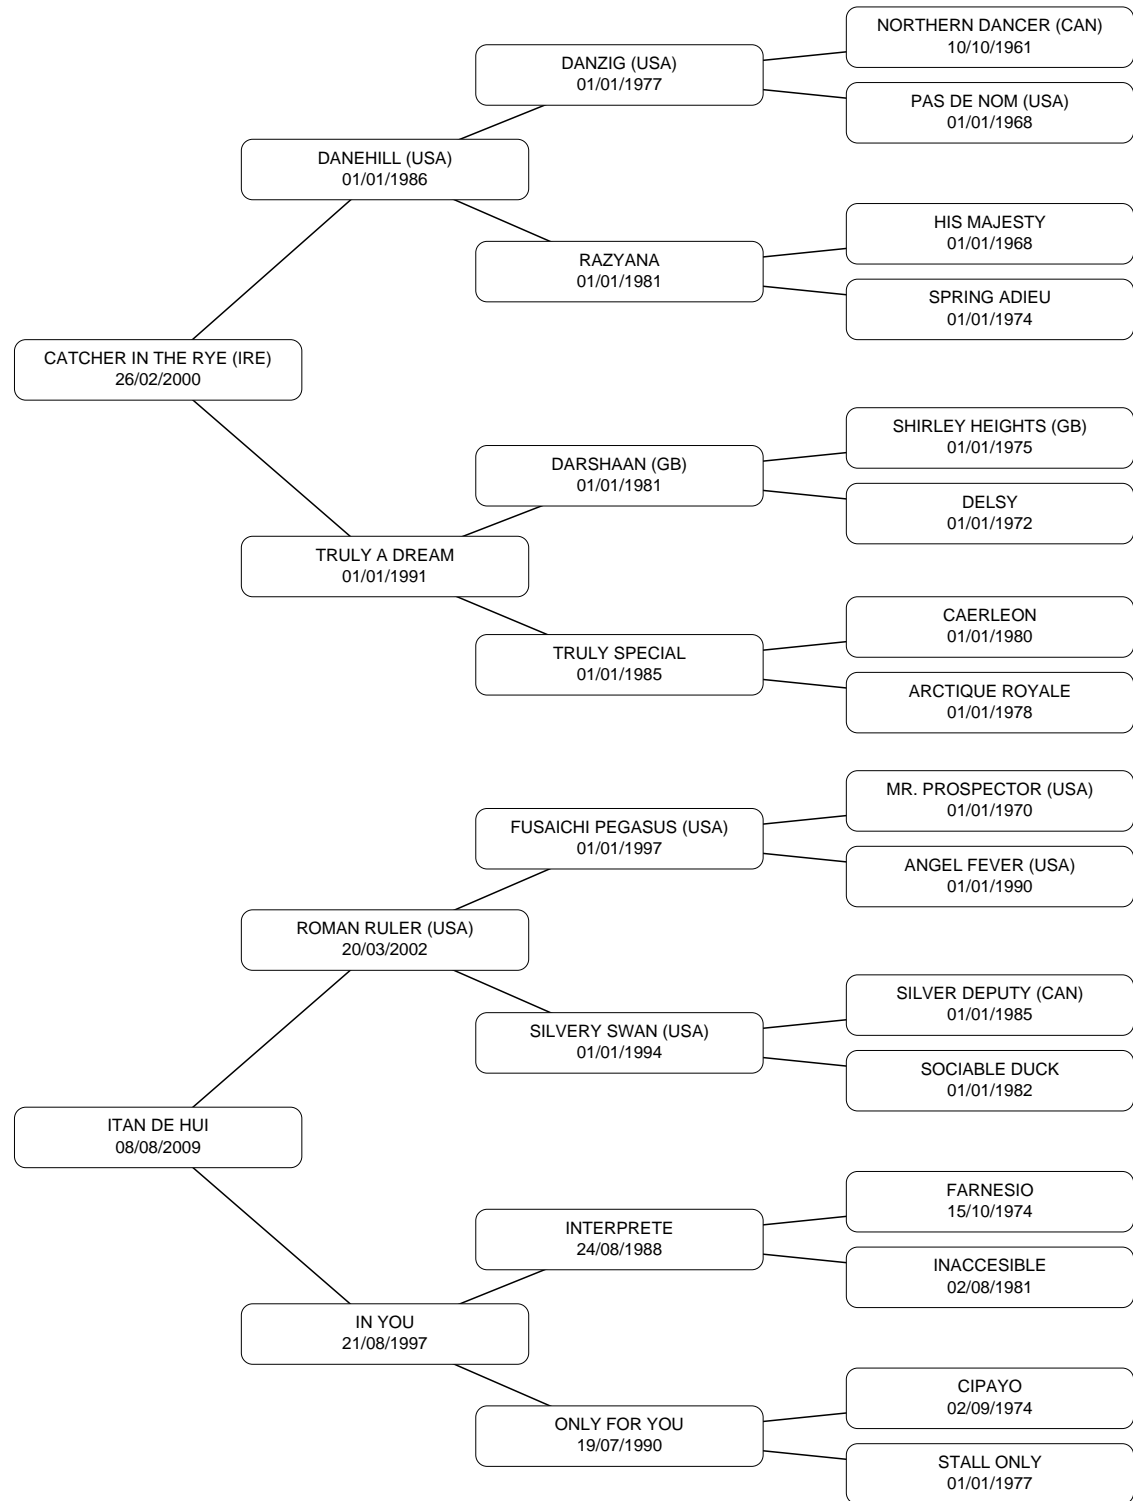 NORTHERN DANCER (CAN)
10/10/1961
DANZIG (USA)
01/01/1977
PAS DE NOM (USA)
01/01/1968
DANEHILL (USA)
01/01/1986
HIS MAJESTY
01/01/1968
RAZYANA
01/01/1981
SPRING ADIEU
01/01/1974
CATCHER IN THE RYE (IRE)
26/02/2000
SHIRLEY HEIGHTS (GB)
01/01/1975
DARSHAAN (GB)
01/01/1981
DELSY
01/01/1972
TRULY A DREAM
01/01/1991
CAERLEON
01/01/1980
TRULY SPECIAL
01/01/1985
ARCTIQUE ROYALE
01/01/1978
MR. PROSPECTOR (USA)
01/01/1970
FUSAICHI PEGASUS (USA)
01/01/1997
ANGEL FEVER (USA)
01/01/1990
ROMAN RULER (USA)
20/03/2002
SILVER DEPUTY (CAN)
01/01/1985
SILVERY SWAN (USA)
01/01/1994
SOCIABLE DUCK
01/01/1982
ITAN DE HUI
08/08/2009
FARNESIO
15/10/1974
INTERPRETE
24/08/1988
INACCESIBLE
02/08/1981
IN YOU
21/08/1997
CIPAYO
02/09/1974
ONLY FOR YOU
19/07/1990
STALL ONLY
01/01/1977